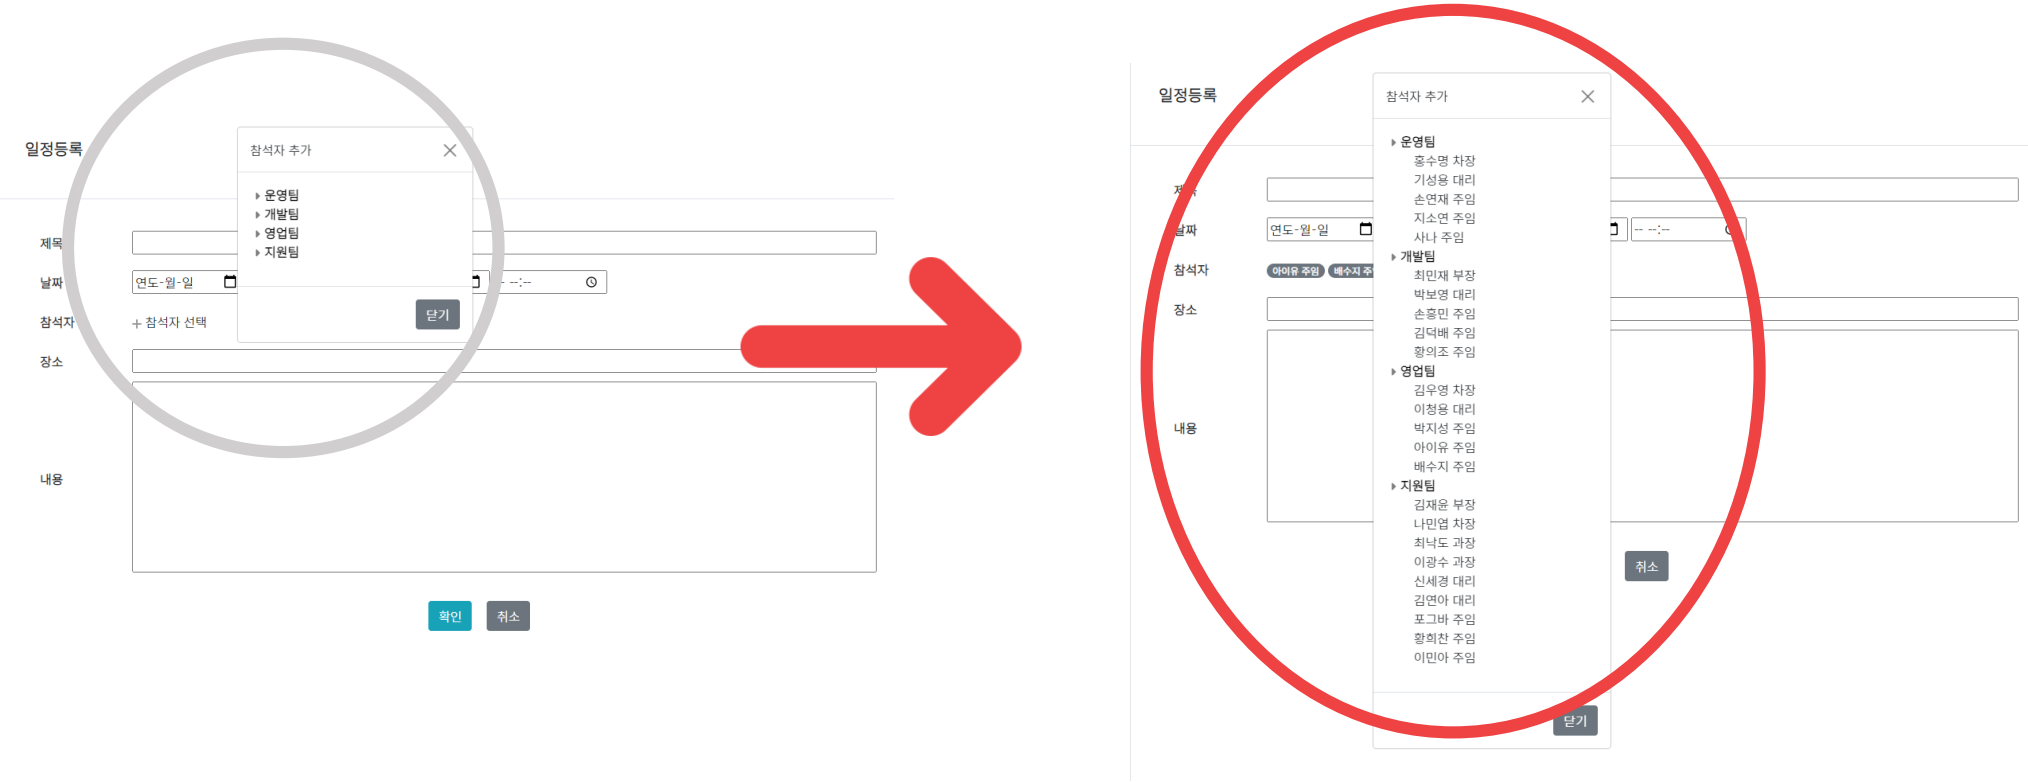 일정등록
참석자 추가
운영팀
개발팀
영업팀
지원팀
제목
날짜
연도-월-일
-- --:--
참석자
+ 참석자 선택
닫기
장소
내용
확인
취소
일정등록
참석자 추가
운영팀
홍수명 차장
기성용 대리
손연재 주임
지소연 주임
사나 주임
개발팀
최민재 부장
박보영 대리
손흥민 주임
김덕배 주임
황의조 주임
영업팀
김우영 차장
이청용 대리
박지성 주임
아이유 주임
배수지 주임
지원팀
김재윤 부장
나민엽 차장
최낙도 과장
이광수 과장
신세경 대리
김연아 대리
포그바 주임
황희찬 주임
이민아 주임
닫기
제목
날짜
연도-월-일
-- --:--
참석자
아이유 주임
배수지 주
장소
내용
취소